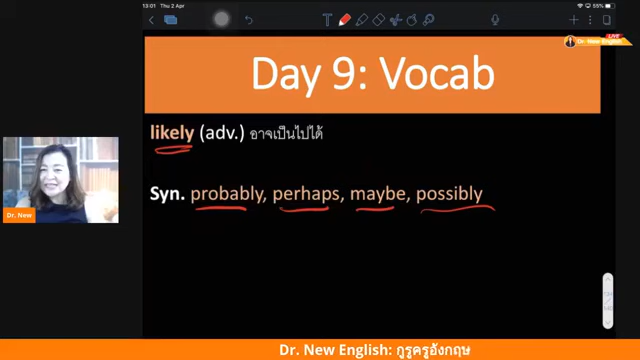 13:01 Thu 2 Apr
55%
LIVE
Dr. New English
Day 9: Vocab
likely (adv.) อาจเป็นไปได้
Syn. probably, perhaps, maybe, possibly
Dr. New
Dr. New English: กูรูครูอังกฤษ